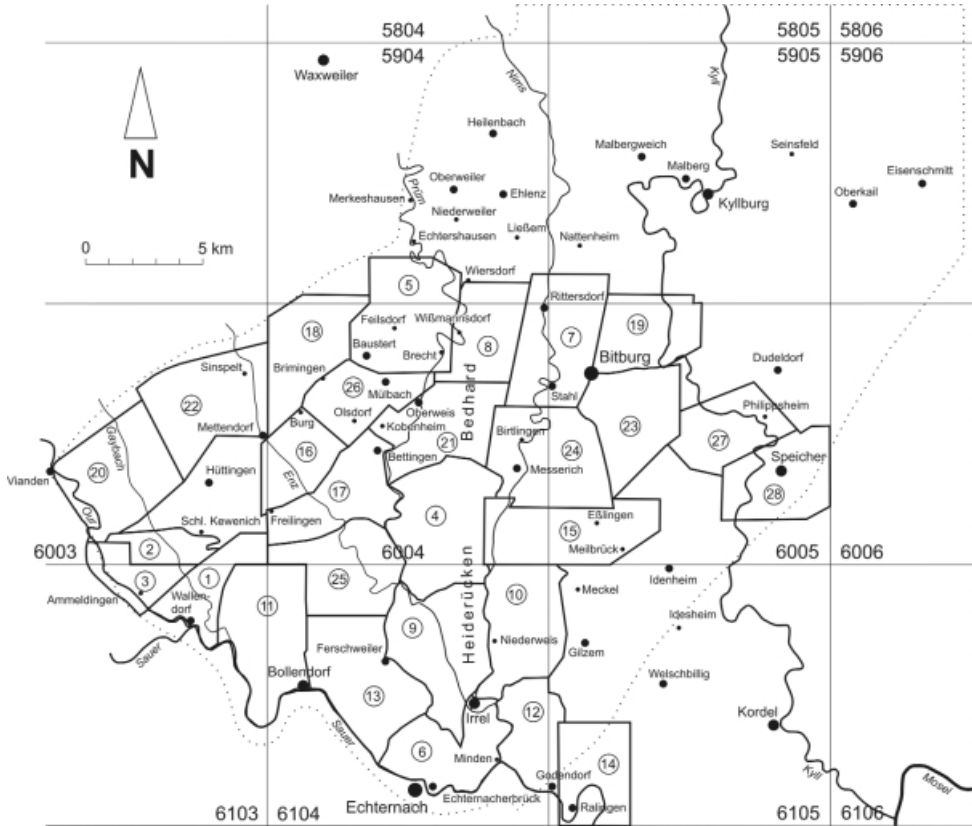 5804
5805 5806
5904
5905 5906
Waxweiler
Nims
Kyll
N
Heilenbach
Malbergweich
Seinsfeld
Malberg
Eisenschmitt
Oberweiler
Prüm
Ehlenz
Merkeshausen
Kyllburg
Oberkail
Niederweiler
Echtershausen
Ließem
Nattenheim
0 5 km
Wiersdorf
5
Rittersdorf
18
Feilsdorf
Wißmannsdorf
19
7
8
Baustert
Brecht
Bitburg
Dudeldorf
Sinspelt
Brimingen
26
Mülbach
Stahl
22
Oberweis
Bedhard
Philippsheim
Burg
Olsdorf
Kobenheim
Birtlingen
23
Mettendorf
21
27
Gaybach
16
Bettingen
24
20
Messerich
Speicher
Vianden
Hüttingen
Enz
17
28
Our
4
Schl. Kewenich
Freilingen
Eßlingen
15
2
Meilbrück
6003
6004
6005 6006
3
1
25
Idenheim
Ammeldingen
11
10
Meckel
Wallen-
dorf
Heiderücken
9
Idesheim
Sauer
Niederweis
Ferschweiler
Gilzem
Bollendorf
Welschbillig
13
Irrel
12
Kordel
Sauer
6
Minden
14
Kyll
Mosel
Godendorf
Echternach
Echternacherbrück
Ralingen
6103 6104
6105 6106